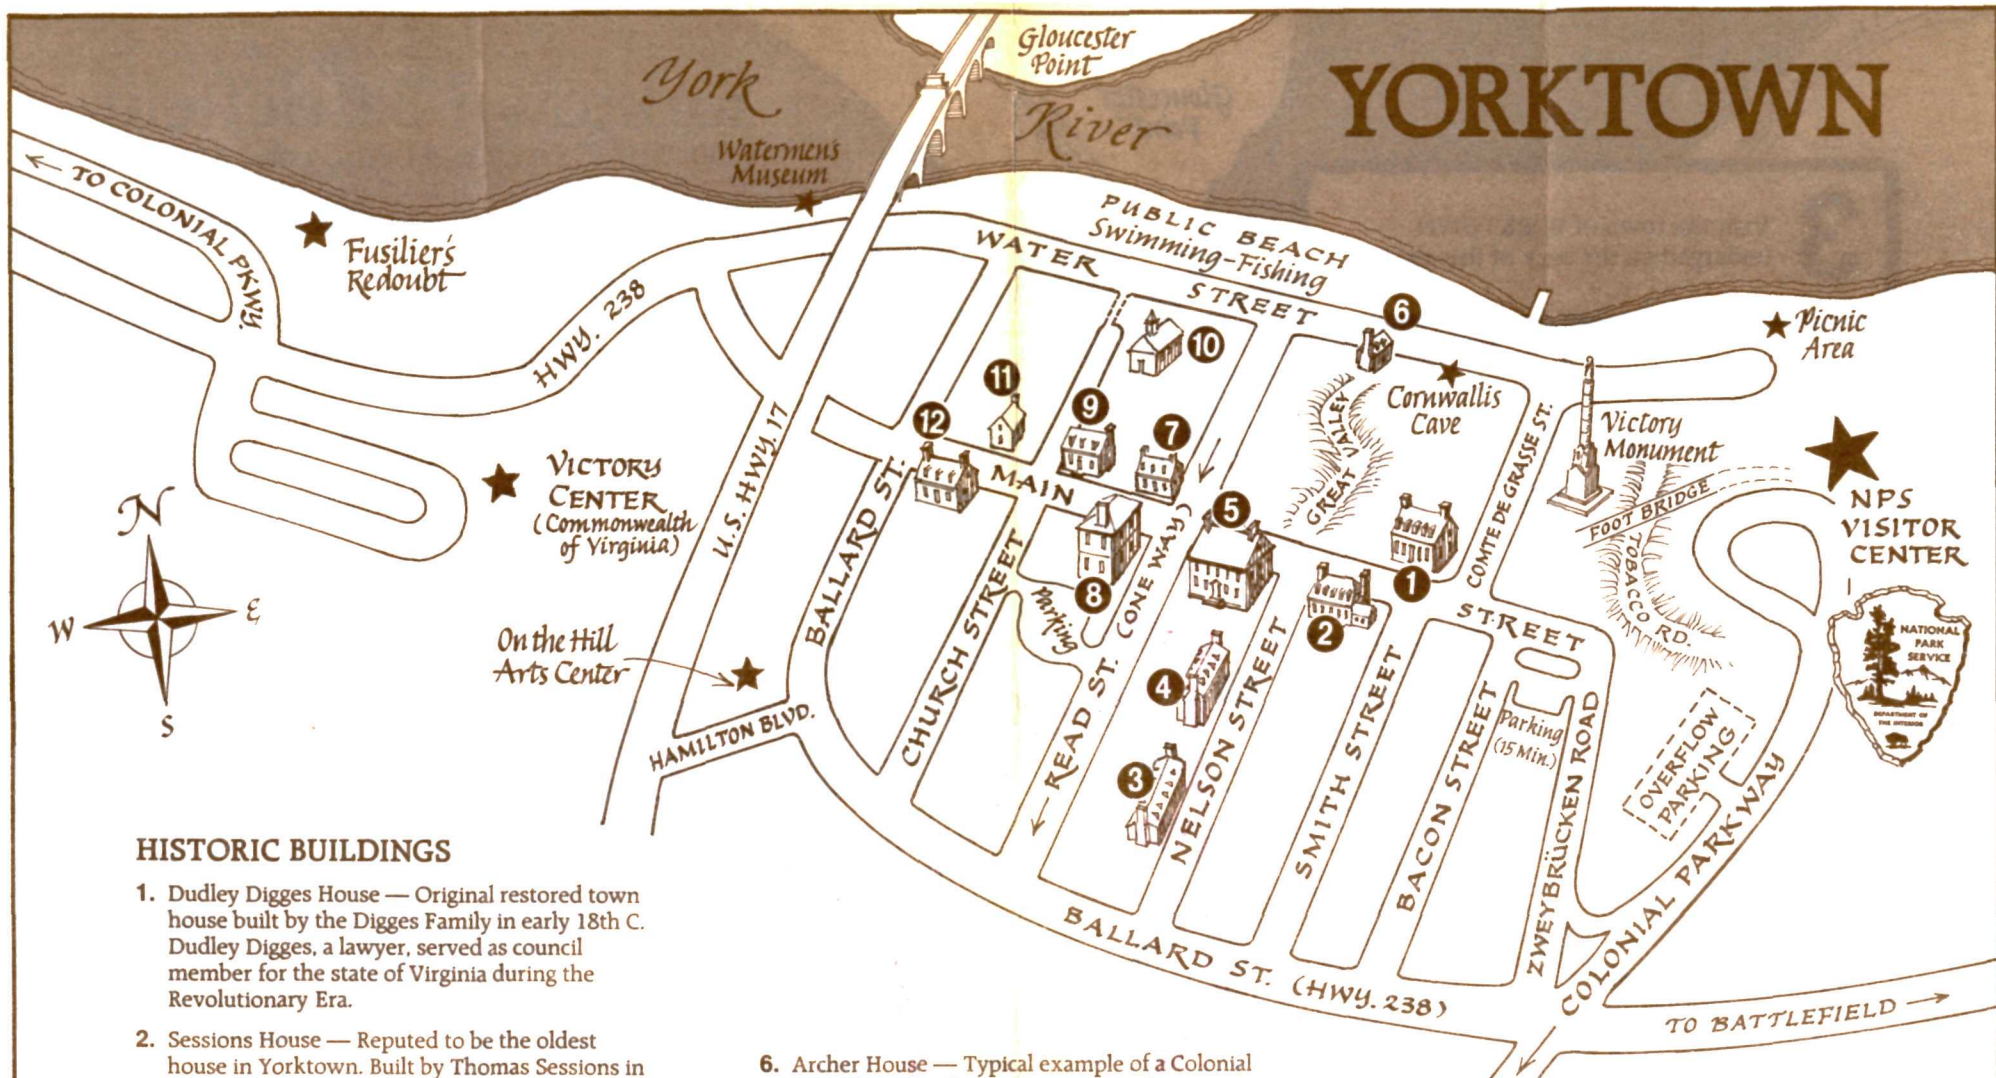 YORKTOWN
Gloucester
Point
York
River
Watermen's
Museum
← TO COLONIAL PKWY.
Fusilier's
Redoubt
HWY. 238
PUBLIC BEACH
Swimming-Fishing
WATER STREET
6
Picnic
Area
10
Cornwallis
Cave
11
9
7
12
GREAT VALLEY
COMTE DE GRASSE ST.
Victory
Monument
FOOT BRIDGE
TOBACCO RD.
NPS
VISITOR
CENTER
VICTORY
CENTER
(Commonwealth
of Virginia)
U.S. HWY. 17
BALLARD ST.
MAIN STREET
5
8
1
2
4
3
N
W
E
S
On the Hill
Arts Center
HAMILTON BLVD.
CHURCH STREET
Parking
READ ST. (ONE WAY)
NELSON STREET
SMITH STREET
BACON STREET
Parking
(15 Min.)
ZWEYBRÜCKEN ROAD
OVERFLOW
PARKING
COLONIAL PARKWAY
NATIONAL
PARK
SERVICE
DEPARTMENT OF
THE INTERIOR
BALLARD ST. (HWY. 238)
TO BATTLEFIELD →
HISTORIC BUILDINGS
1. Dudley Digges House — Original restored town
house built by the Digges Family in early 18th C.
Dudley Digges, a lawyer, served as council
member for the state of Virginia during the
Revolutionary Era.
2. Sessions House — Reputed to be the oldest
house in Yorktown. Built by Thomas Sessions in
6. Archer House — Typical example of a Colonial